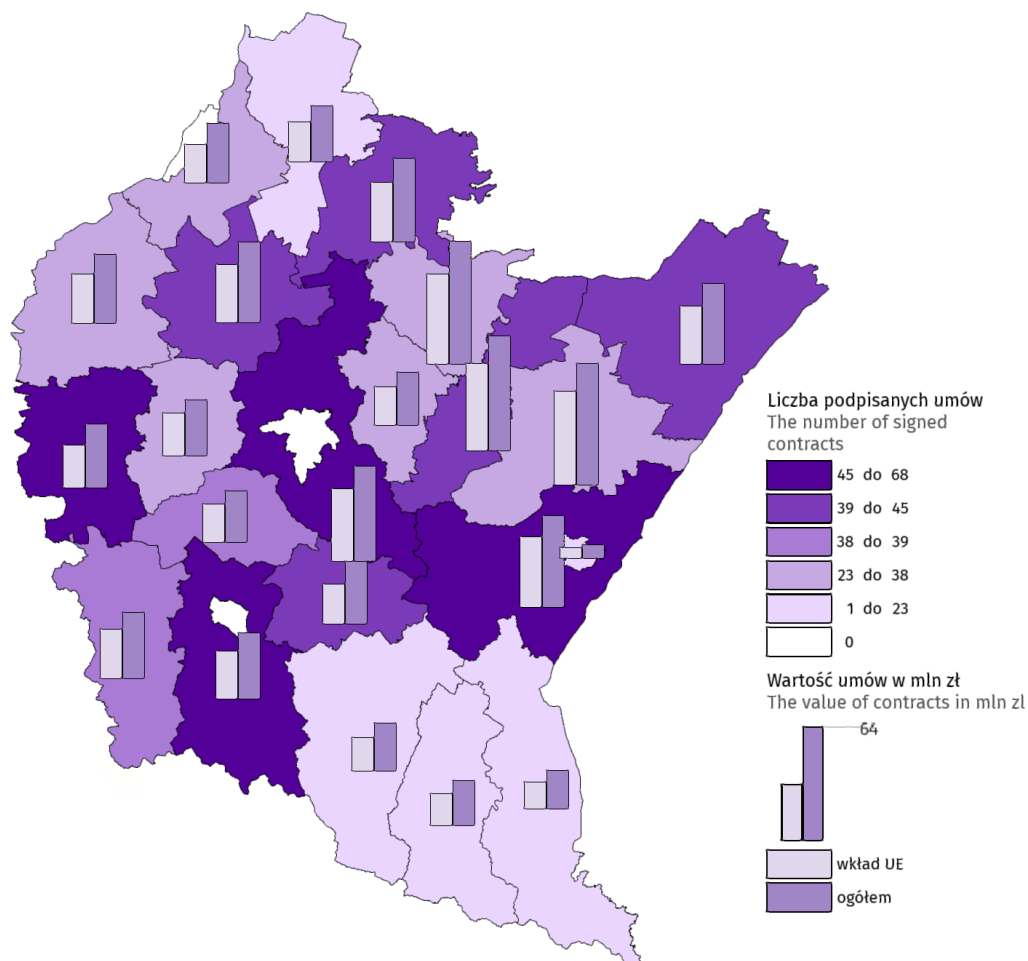 Liczba podpisanych umów
The number of signed
contracts
45 do 68
39 do 45
38 do 39
23 do 38
1 do 23
0
Wartość umów w mln zł
The value of contracts in mln zl
64
wkład UE
ogółem